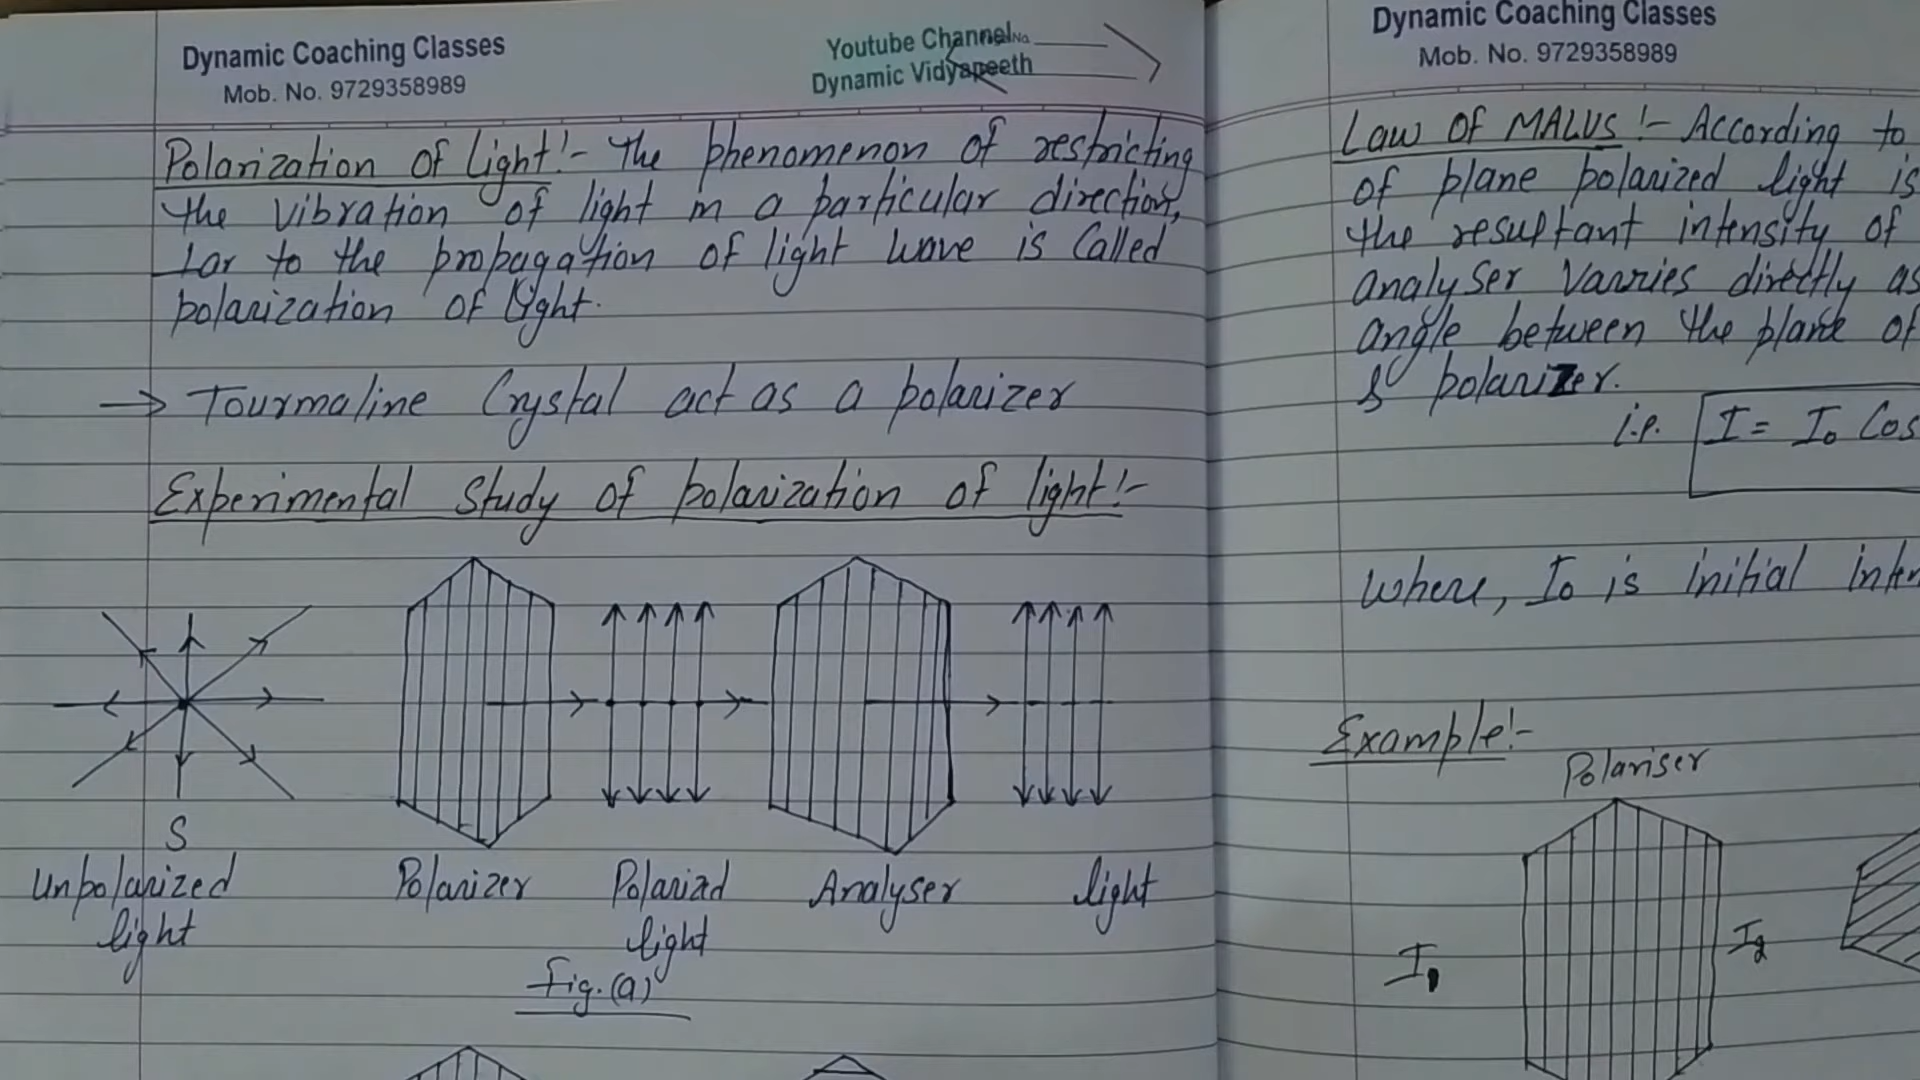 Dynamic Coaching Classes
Mob. No. 9729358989
Youtube Channel No.
Dynamic Vidyapeeth
Polarization of light:- The phenomenon of restricting
the vibration of light in a particular direction,
Lar to the propagation of light wave is Called
polarization of light.
→ Tourmaline Crystal act as a polarizer
Experimental Study of polarization of light:-
S
Unpolarized
light
Polarizer
Polarizd
light
Analyser
light
fig.(a)
Dynamic Coaching Classes
Mob. No. 9729358989
Law of MALUS:- According to
of plane polarized light is
the resultant intensity of
analyser Varries directly as
angle between the plane of
& polarizer.
i.e. I = I₀ Cos
Where, I₀ is initial inten
Example:-
Polariser
I₁
I₂